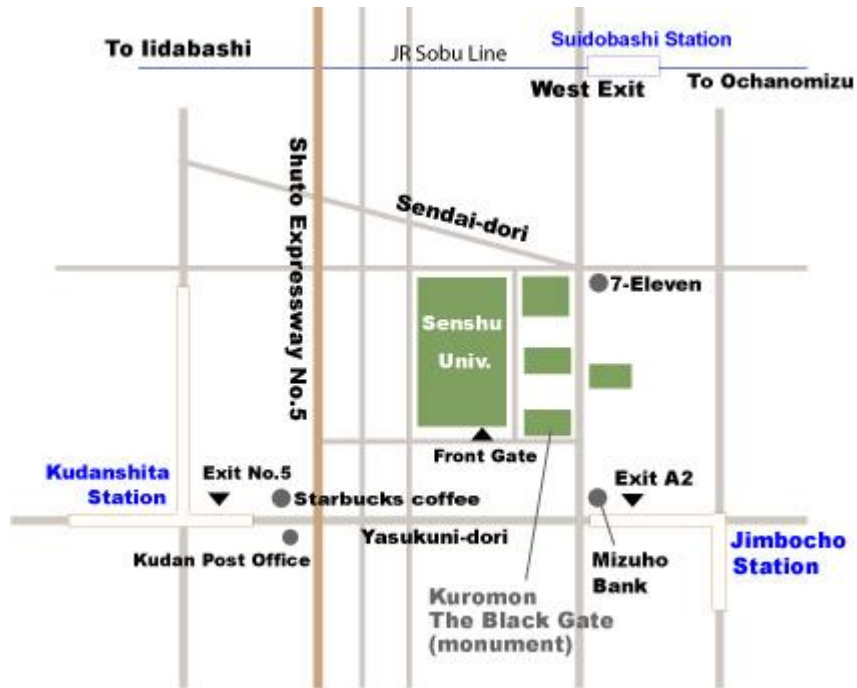 To Iidabashi
JR Sobu Line
Suidobashi Station
West Exit
To Ochanomizu
Shuto Expressway No.5
Sendai-dori
7-Eleven
Senshu
Univ.
Front Gate
Kudanshita
Station
Exit No.5
Starbucks coffee
Exit A2
Kudan Post Office
Yasukuni-dori
Mizuho
Bank
Jimbocho
Station
Kuromon
The Black Gate
(monument)